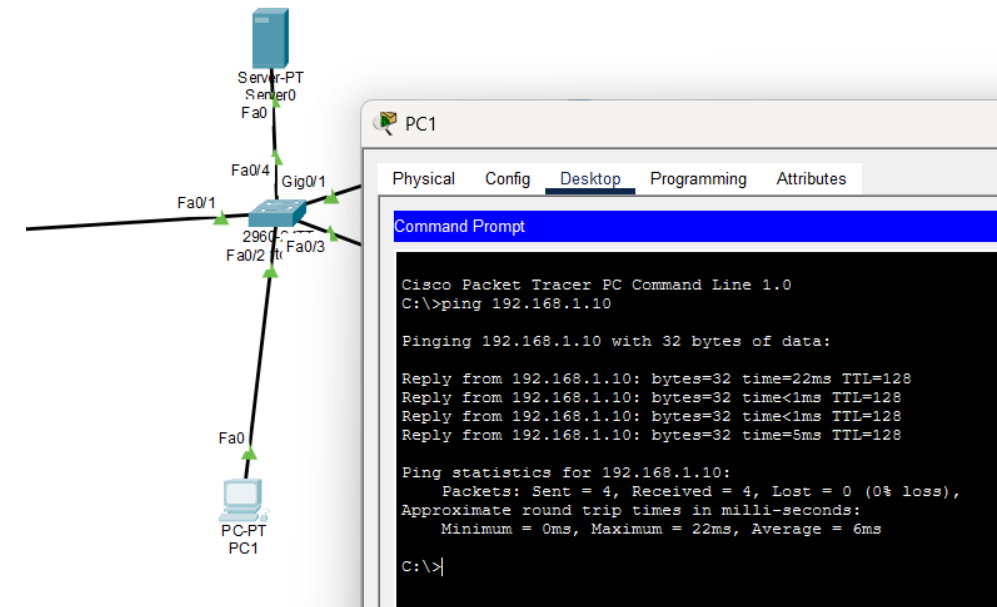 Server-PT
Server0
Fa0
Fa0/4
Gig0/1
Fa0/1
Fa0/3
Fa0/2
Fa0
PC-PT
PC1
PC1
Physical Config Desktop Programming Attributes
Command Prompt
Cisco Packet Tracer PC Command Line 1.0
C:\>ping 192.168.1.10
Pinging 192.168.1.10 with 32 bytes of data:
Reply from 192.168.1.10: bytes=32 time=22ms TTL=128
Reply from 192.168.1.10: bytes=32 time<1ms TTL=128
Reply from 192.168.1.10: bytes=32 time<1ms TTL=128
Reply from 192.168.1.10: bytes=32 time=5ms TTL=128
Ping statistics for 192.168.1.10:
Packets: Sent = 4, Received = 4, Lost = 0 (0% loss),
Approximate round trip times in milli-seconds:
Minimum = 0ms, Maximum = 22ms, Average = 6ms
C:\>